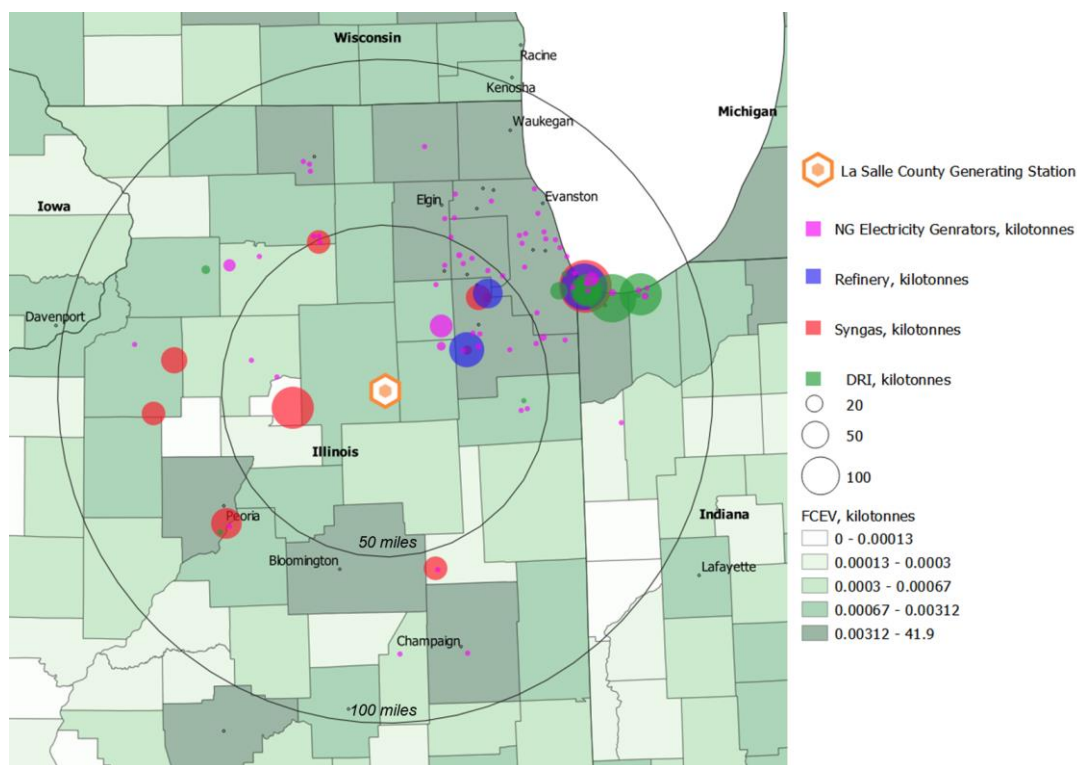 Wisconsin
Racine
Kenosha
Michigan
Waukegan
Iowa
Elgin
Evanston
Davenport
Illinois
Peoria
50 miles
Bloomington
Indiana
Lafayette
Champaign
100 miles
La Salle County Generating Station
NG Electricity Genrators, kilotonnes
Refinery, kilotonnes
Syngas, kilotonnes
DRI, kilotonnes
20
50
100
FCEV, kilotonnes
0 - 0.00013
0.00013 - 0.0003
0.0003 - 0.00067
0.00067 - 0.00312
0.00312 - 41.9